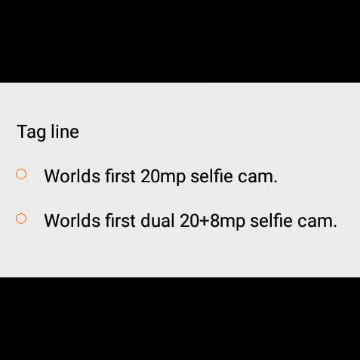 Tag line
Worlds first 20mp selfie cam.
Worlds first dual 20+8mp selfie cam.